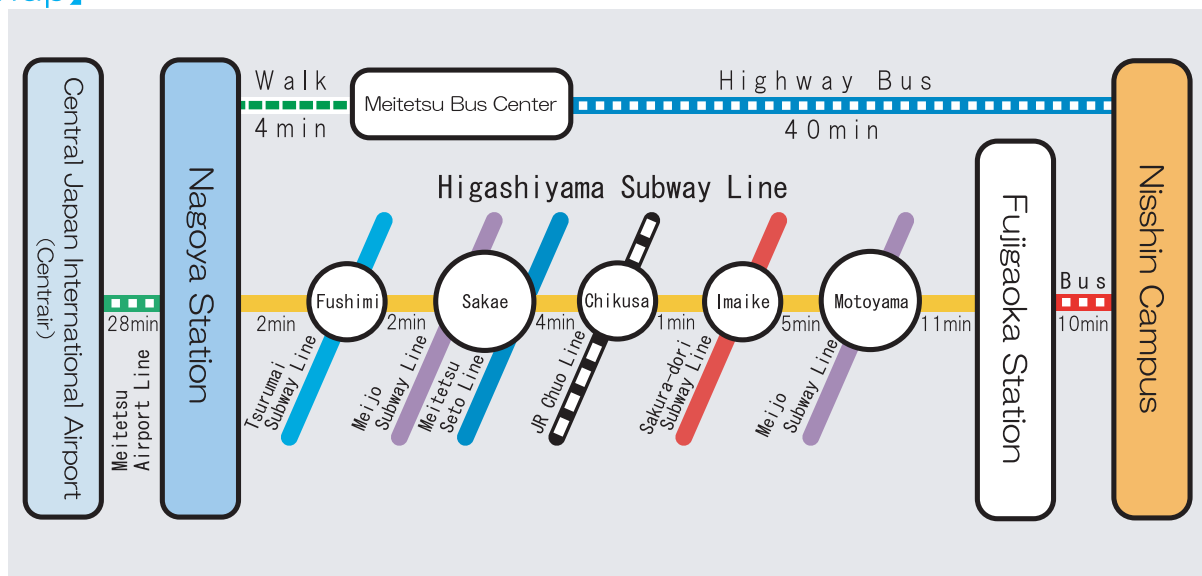 Walk
4min
Meitetsu Bus Center
Highway Bus
40min
Central Japan International Airport
(Centrair)
28min
Meitetsu
Airport Line
Nagoya Station
Higashiyama Subway Line
2min
Fushimi
Tsurumai
Subway Line
2min
Sakae
Meijo
Subway Line
Meitetsu
Seto Line
4min
Chikusa
JR Chuo Line
1min
Imaike
Sakura-dori
Subway Line
5min
Motoyama
Meijo
Subway Line
11min
Fujigaoka Station
Bus
10min
Nisshin Campus